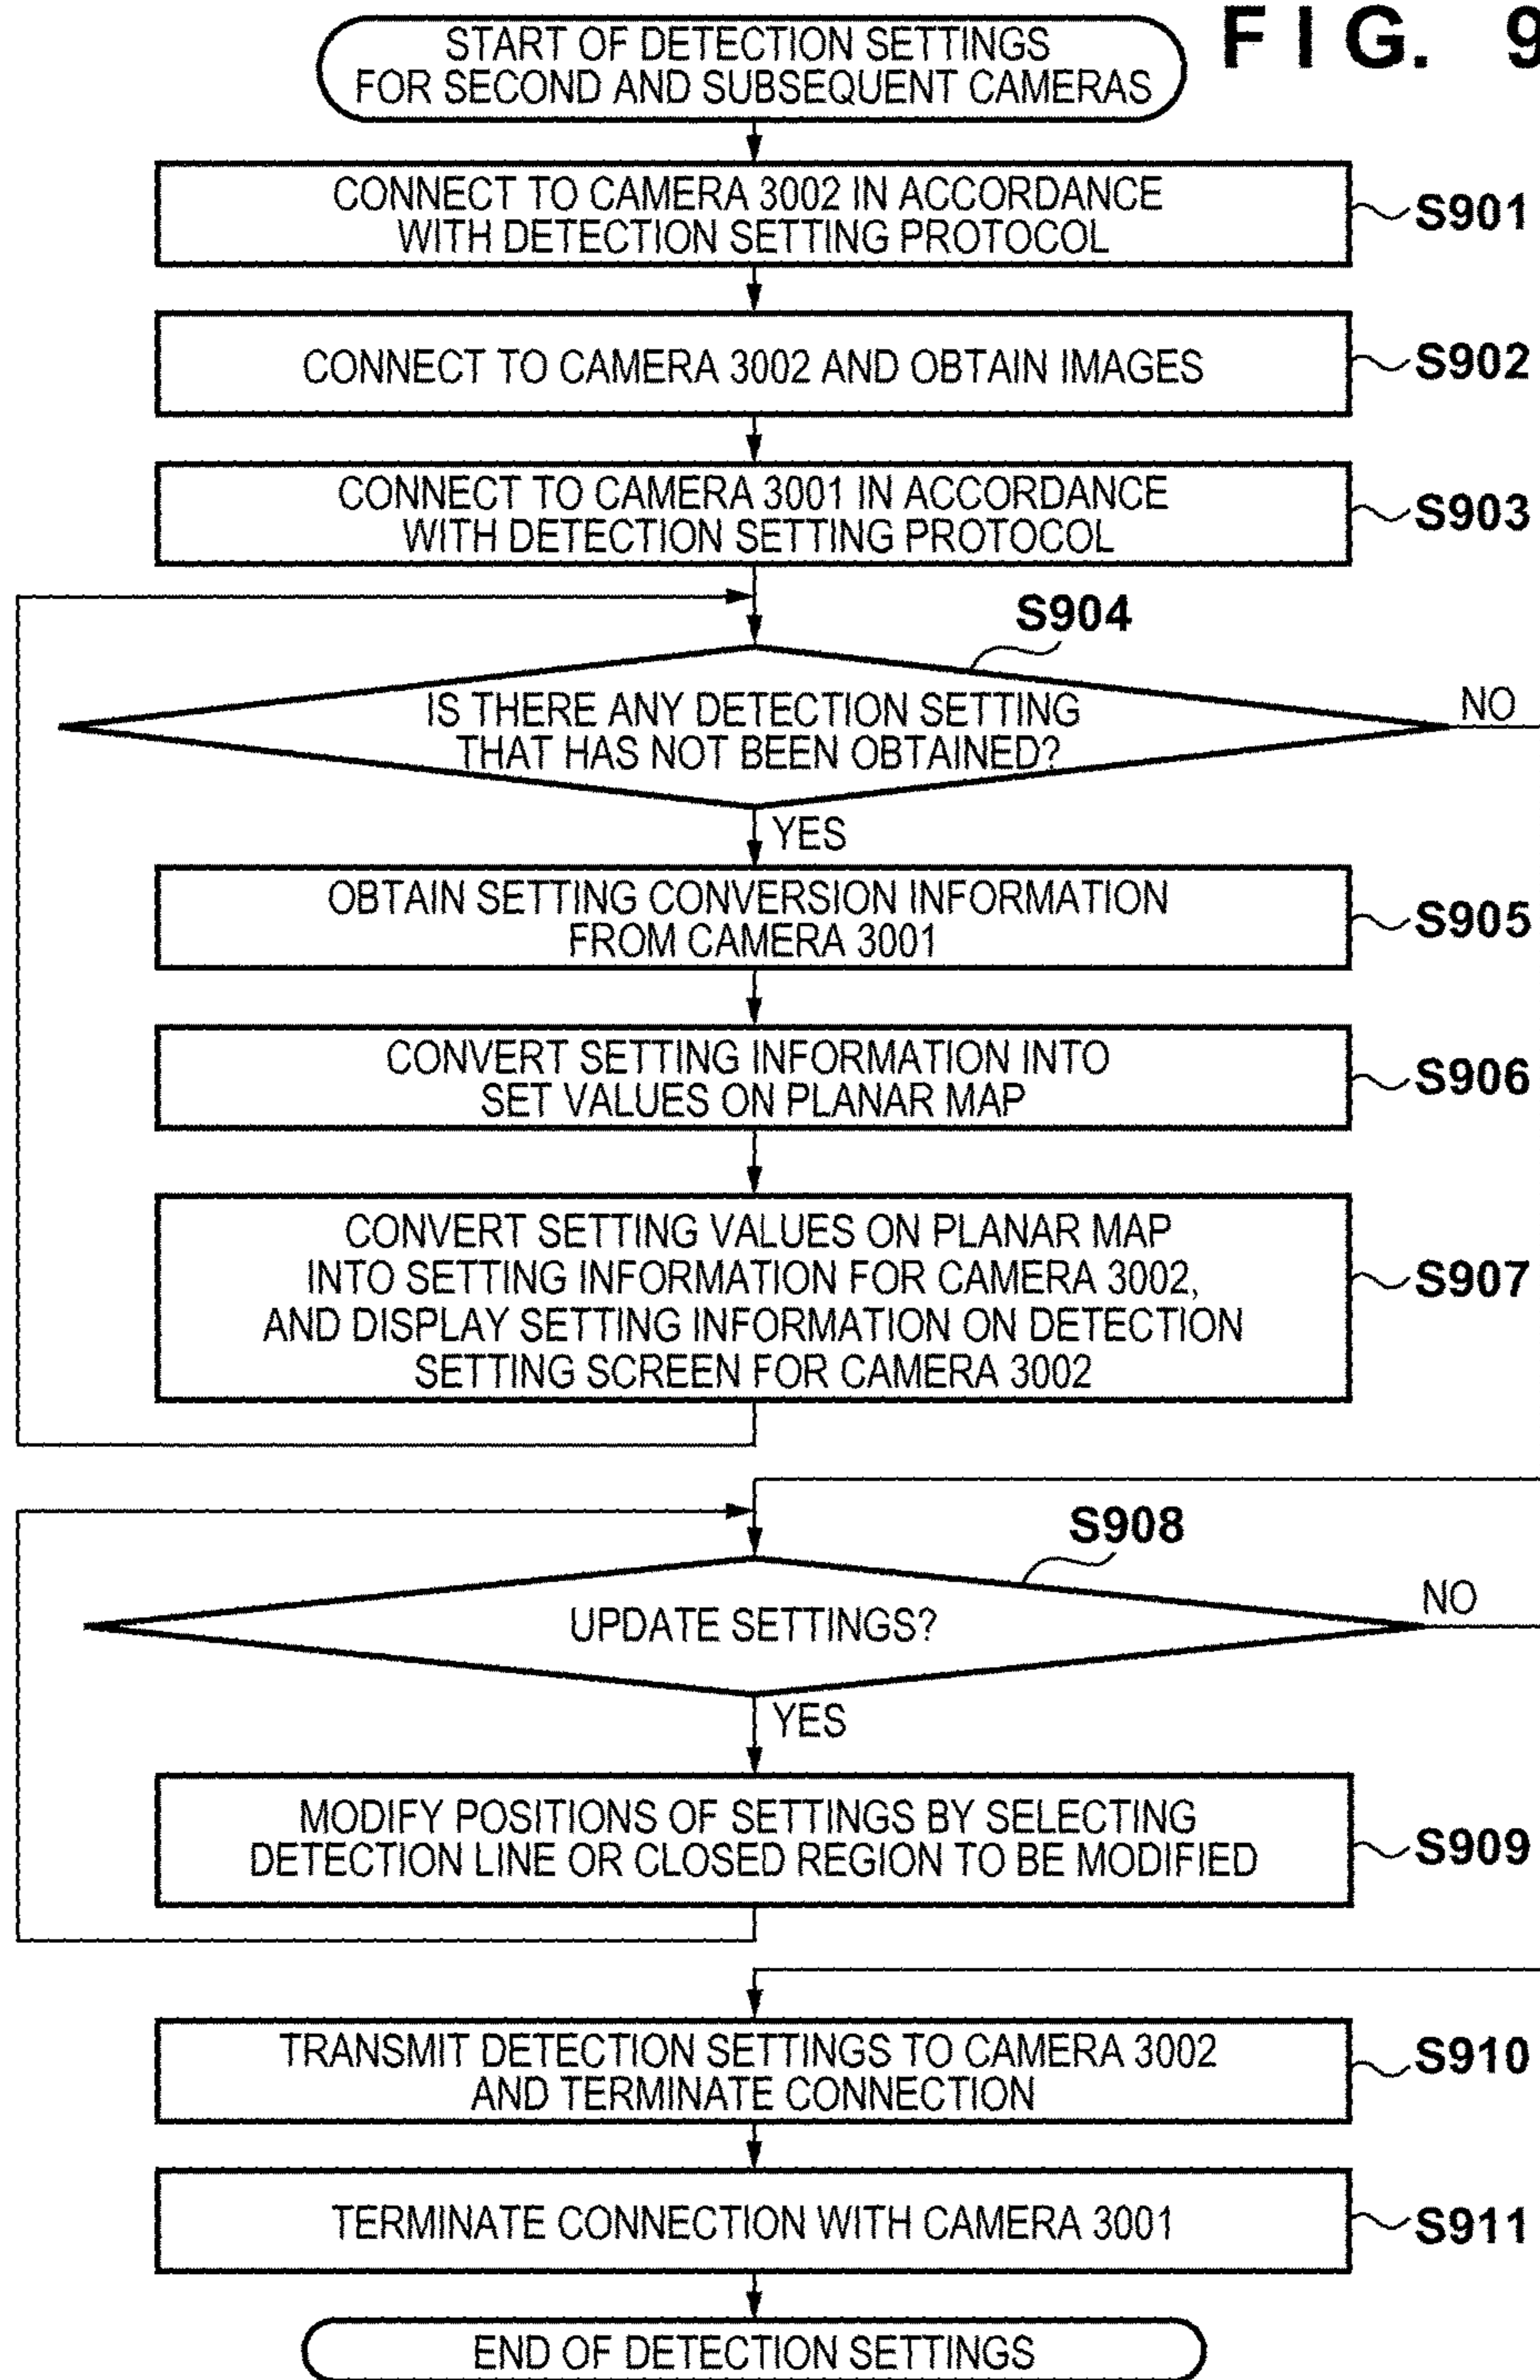 FIG. 9
START OF DETECTION SETTINGS
FOR SECOND AND SUBSEQUENT CAMERAS
CONNECT TO CAMERA 3002 IN ACCORDANCE
WITH DETECTION SETTING PROTOCOL
S901
CONNECT TO CAMERA 3002 AND OBTAIN IMAGES
S902
CONNECT TO CAMERA 3001 IN ACCORDANCE
WITH DETECTION SETTING PROTOCOL
S903
S904
IS THERE ANY DETECTION SETTING
THAT HAS NOT BEEN OBTAINED?
NO
YES
OBTAIN SETTING CONVERSION INFORMATION
FROM CAMERA 3001
S905
CONVERT SETTING INFORMATION INTO
SET VALUES ON PLANAR MAP
S906
CONVERT SETTING VALUES ON PLANAR MAP
INTO SETTING INFORMATION FOR CAMERA 3002,
AND DISPLAY SETTING INFORMATION ON DETECTION
SETTING SCREEN FOR CAMERA 3002
S907
S908
UPDATE SETTINGS?
NO
YES
MODIFY POSITIONS OF SETTINGS BY SELECTING
DETECTION LINE OR CLOSED REGION TO BE MODIFIED
S909
TRANSMIT DETECTION SETTINGS TO CAMERA 3002
AND TERMINATE CONNECTION
S910
TERMINATE CONNECTION WITH CAMERA 3001
S911
END OF DETECTION SETTINGS